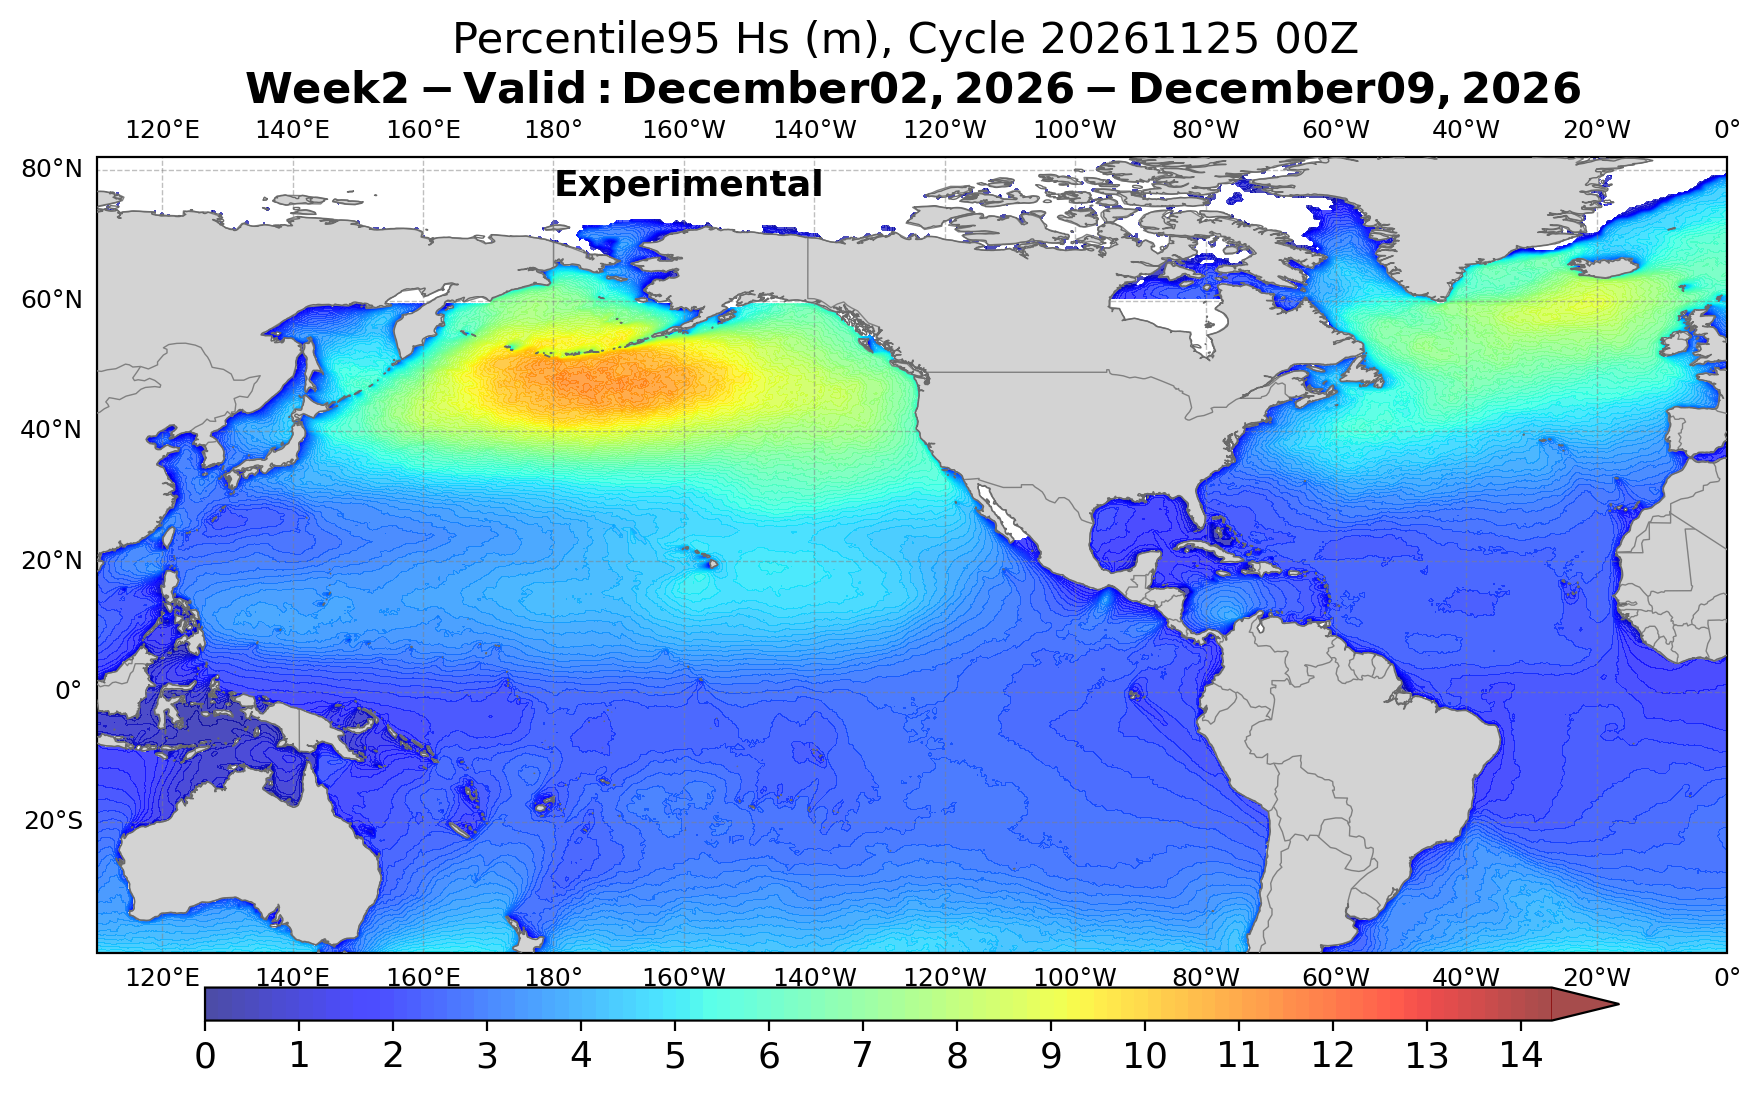 Percentile95 Hs (m), Cycle 20261125 00Z
Week2 − Valid : December02, 2026 − December09, 2026
120°E 140°E 160°E 180° 160°W 140°W 120°W 100°W 80°W 60°W 40°W 20°W 0°
80°N
Experimental
60°N
40°N
20°N
0°
20°S
120°E 140°E 160°E 180° 160°W 140°W 120°W 100°W 80°W 60°W 40°W 20°W 0°
0 1 2 3 4 5 6 7 8 9 10 11 12 13 14